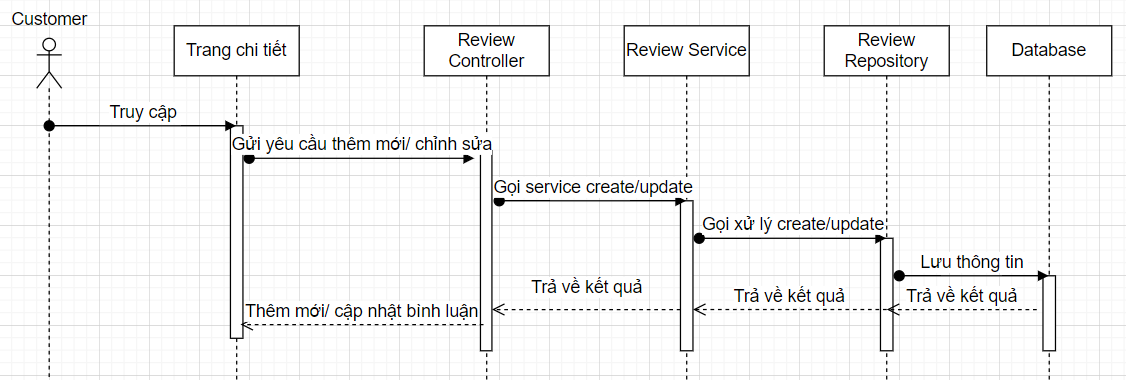 Customer
Trang chi tiết
Review
Controller
Review Service
Review
Repository
Database
Truy cập
Gửi yêu cầu thêm mới/ chỉnh sửa
Gọi service create/update
Gọi xử lý create/update
Lưu thông tin
Trả về kết quả
Trả về kết quả
Trả về kết quả
Thêm mới/ cập nhật bình luận